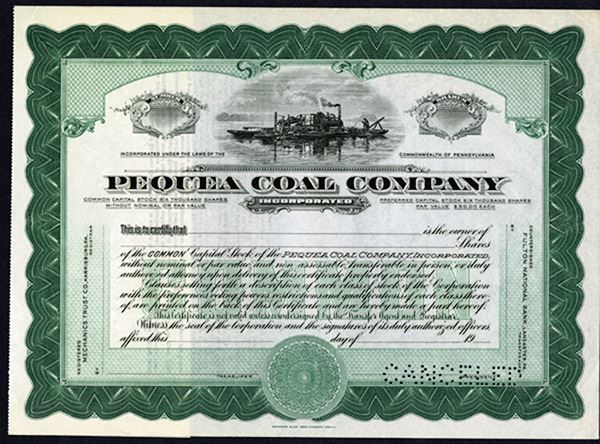 INCORPORATED UNDER THE LAWS OF THE
COMMONWEALTH OF PENNSYLVANIA
PEQUEA COAL COMPANY
INCORPORATED
COMMON CAPITAL STOCK SIX THOUSAND SHARES
WITHOUT NOMINAL OR PAR VALUE
PREFERRED CAPITAL STOCK SIX THOUSAND SHARES
PAR VALUE $50.00 EACH
This is to certify that
is the owner of
Shares
of the COMMON Capital Stock of the PEQUEA COAL COMPANY, INCORPORATED,
without nominal or par value and non-assessable transferable in person or duly
authorized attorney upon delivery of this certificate properly endorsed.
Clauses setting forth a description of each class of stock of the Corporation
with the preferences, voting powers, restrictions and qualifications of each class thereof,
are printed on the back of this Certificate and are hereby made a part hereof.
This Certificate is not valid unless countersigned by the Transfer Agent and Registrar.
Witness the seal of the Corporation and the signatures of its duly authorized officers
affixed this
day of
19
TREASURER
CANCELLED
REGISTERED
MECHANICS TRUST CO. HARRISBURG, PA.
REGISTRAR
BY
COUNTERSIGNED
FULTON NATIONAL BANK, LANCASTER, PA.
BY